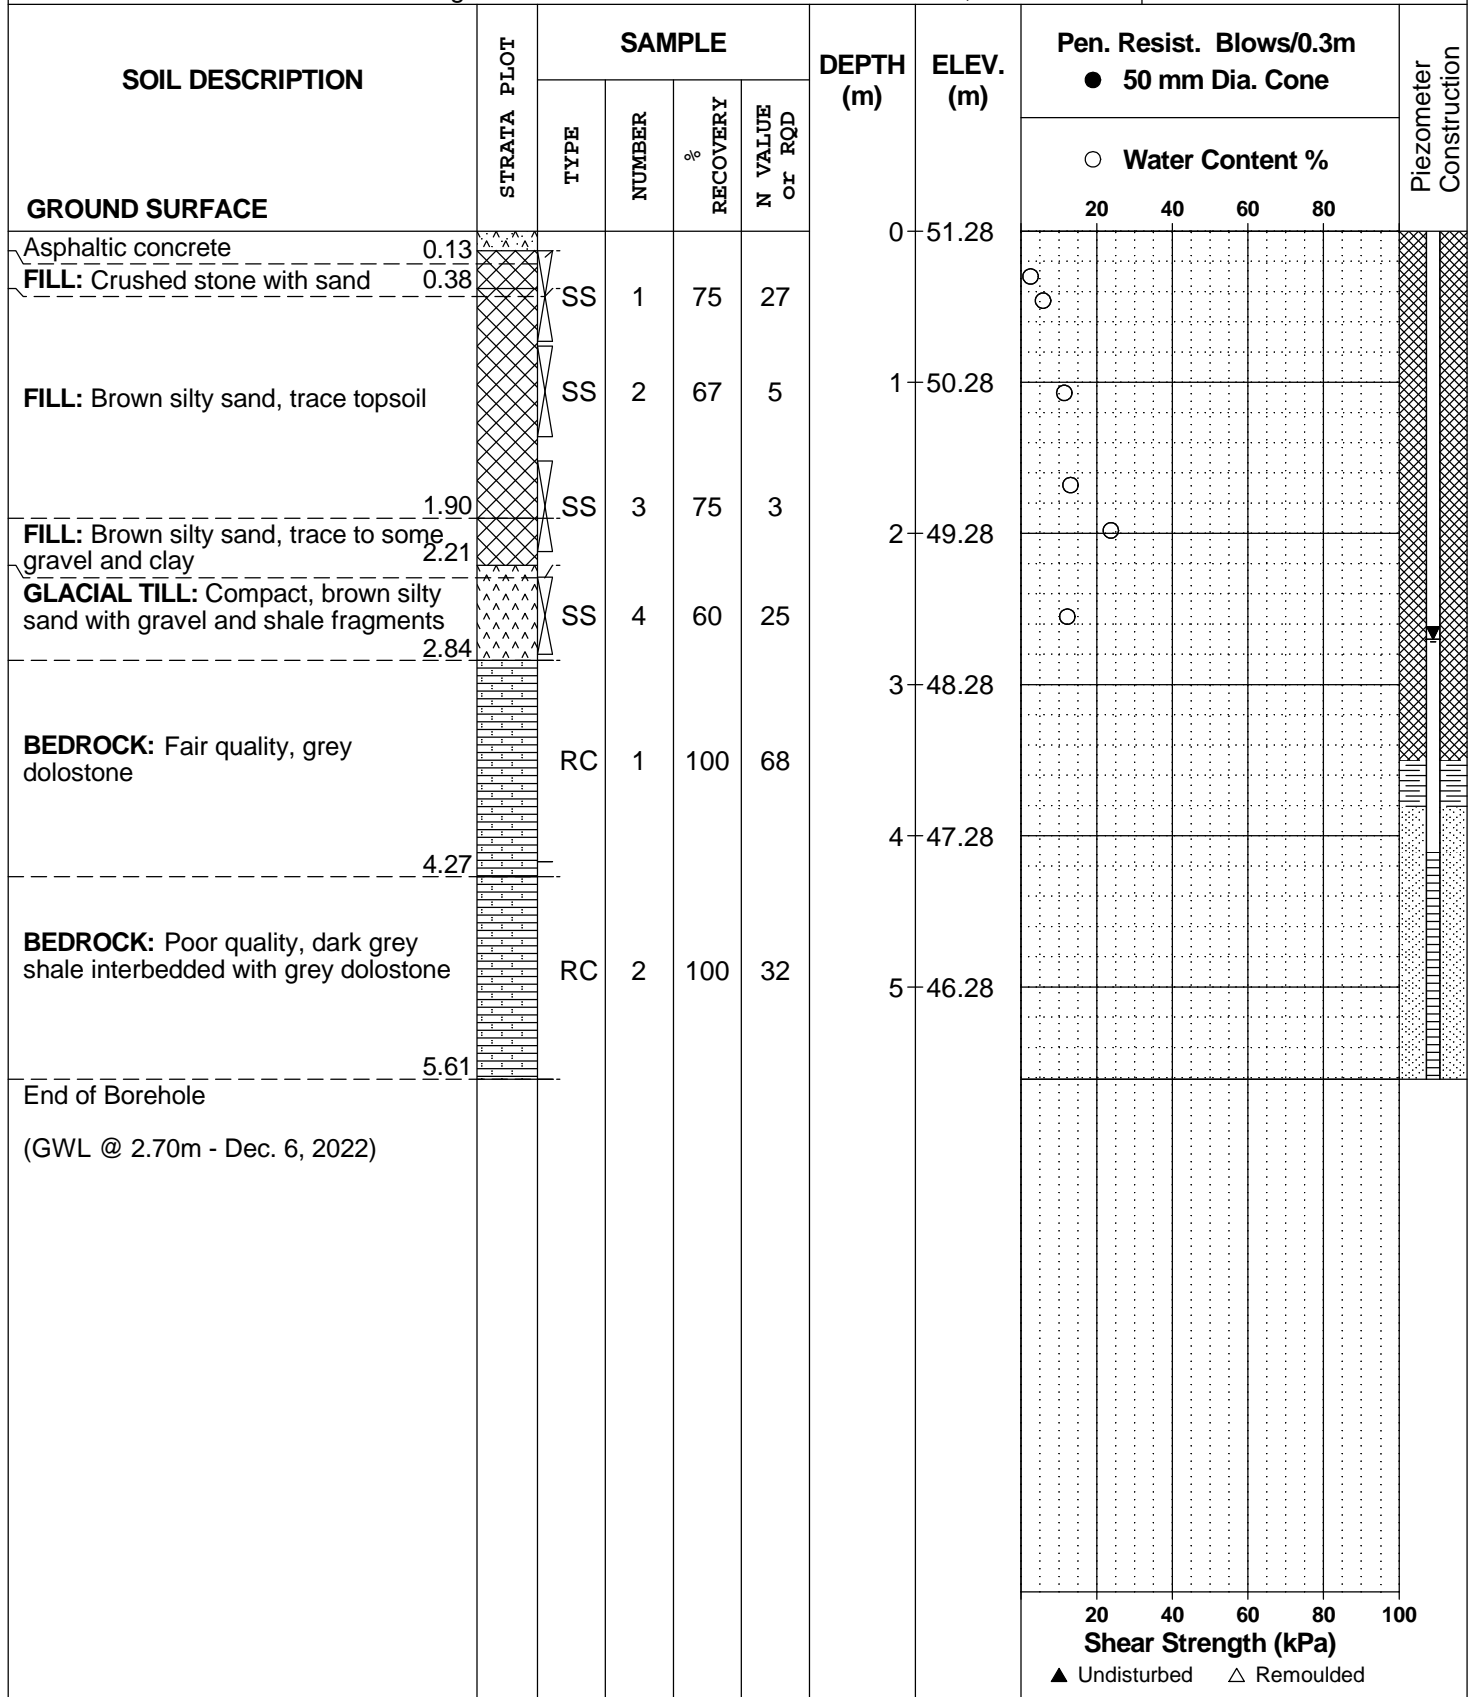 SOIL DESCRIPTION
STRATA PLOT
SAMPLE
TYPE
NUMBER
%
RECOVERY
N VALUE
or RQD
DEPTH
(m)
ELEV.
(m)
Pen. Resist. Blows/0.3m
● 50 mm Dia. Cone
○ Water Content %
Piezometer
Construction
20 40 60 80
GROUND SURFACE
0 51.28
Asphaltic concrete 0.13
FILL: Crushed stone with sand 0.38
SS 1 75 27
FILL: Brown silty sand, trace topsoil
SS 2 67 5
1 50.28
1.90
SS 3 75 3
FILL: Brown silty sand, trace to some
gravel and clay 2.21
2 49.28
GLACIAL TILL: Compact, brown silty
sand with gravel and shale fragments
2.84
SS 4 60 25
3 48.28
BEDROCK: Fair quality, grey
dolostone
RC 1 100 68
4 47.28
4.27
BEDROCK: Poor quality, dark grey
shale interbedded with grey dolostone
RC 2 100 32
5 46.28
5.61
End of Borehole
(GWL @ 2.70m - Dec. 6, 2022)
20 40 60 80 100
Shear Strength (kPa)
▲ Undisturbed △ Remoulded